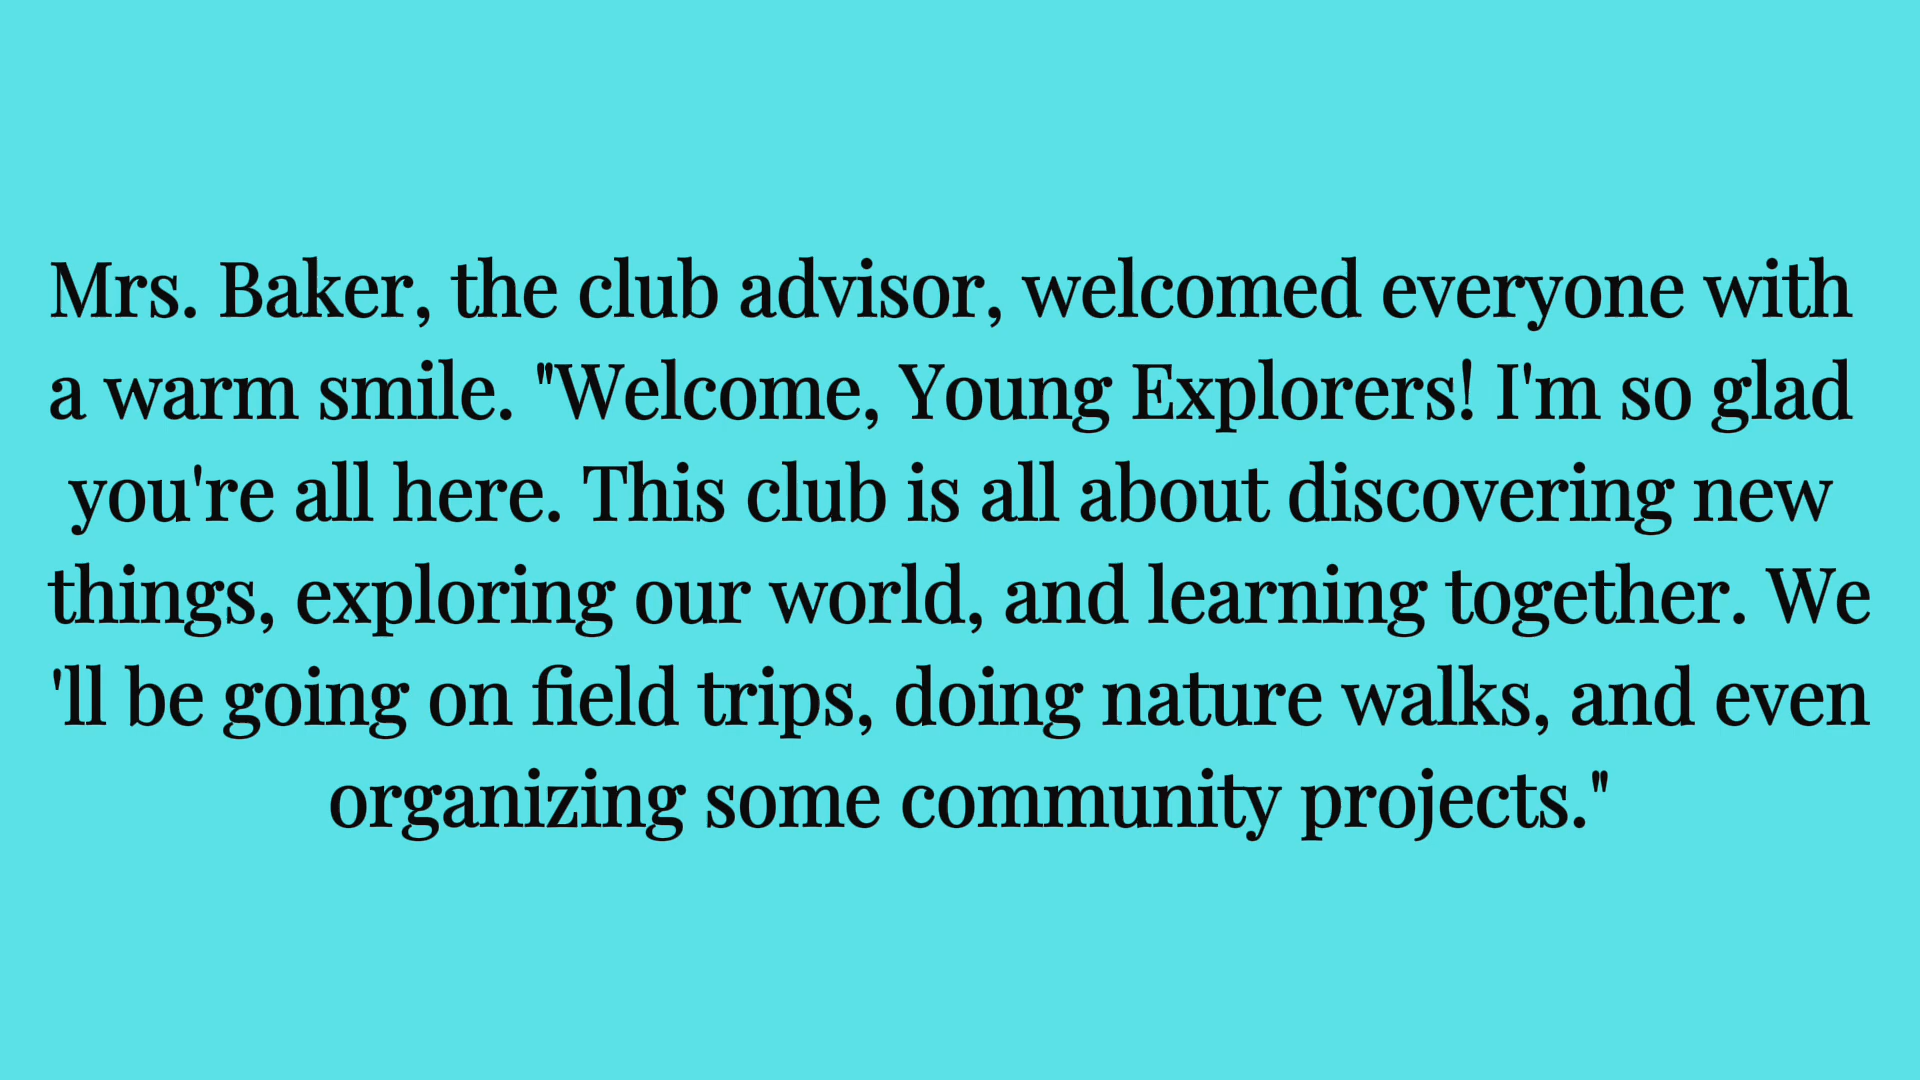 Mrs. Baker, the club advisor, welcomed everyone with
a warm smile. "Welcome, Young Explorers! I'm so glad
you're all here. This club is all about discovering new
things, exploring our world, and learning together. We
'll be going on field trips, doing nature walks, and even
organizing some community projects."